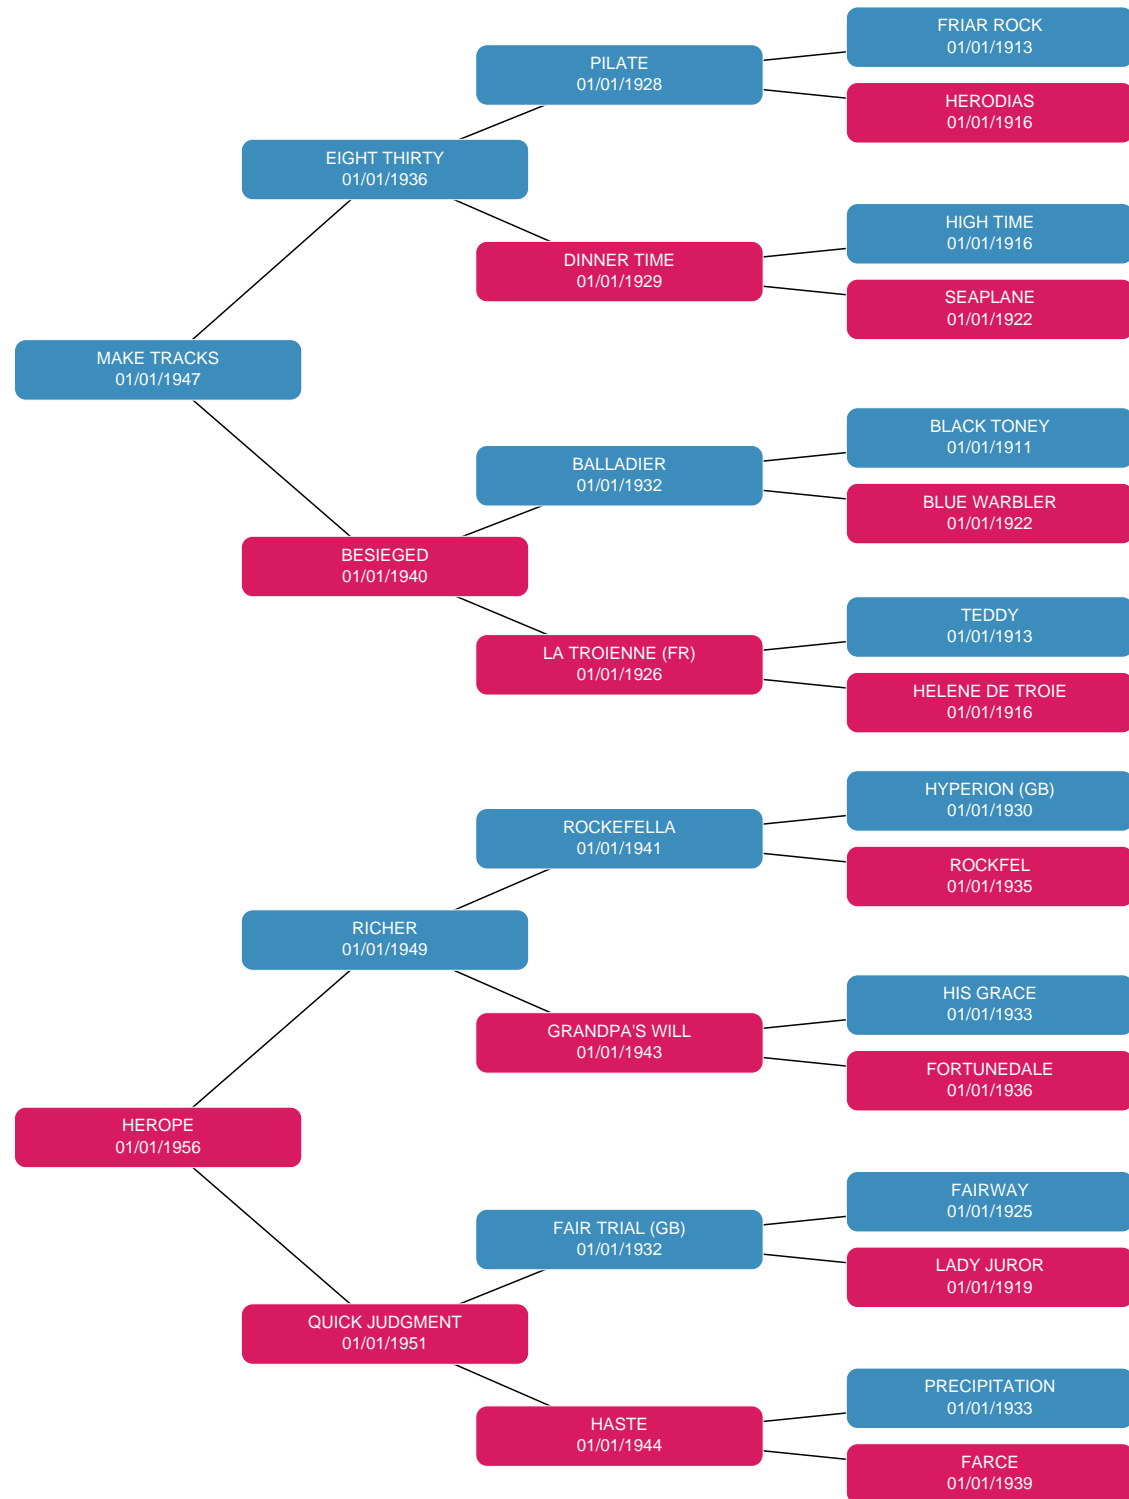 FRIAR ROCK
01/01/1913
PILATE
01/01/1928
HERODIAS
01/01/1916
EIGHT THIRTY
01/01/1936
HIGH TIME
01/01/1916
DINNER TIME
01/01/1929
SEAPLANE
01/01/1922
MAKE TRACKS
01/01/1947
BLACK TONEY
01/01/1911
BALLADIER
01/01/1932
BLUE WARBLER
01/01/1922
BESIEGED
01/01/1940
TEDDY
01/01/1913
LA TROIENNE (FR)
01/01/1926
HELENE DE TROIE
01/01/1916
HYPERION (GB)
01/01/1930
ROCKEFELLA
01/01/1941
ROCKFEL
01/01/1935
RICHER
01/01/1949
HIS GRACE
01/01/1933
GRANDPA'S WILL
01/01/1943
FORTUNEDALE
01/01/1936
HEROPE
01/01/1956
FAIRWAY
01/01/1925
FAIR TRIAL (GB)
01/01/1932
LADY JUROR
01/01/1919
QUICK JUDGMENT
01/01/1951
PRECIPITATION
01/01/1933
HASTE
01/01/1944
FARCE
01/01/1939